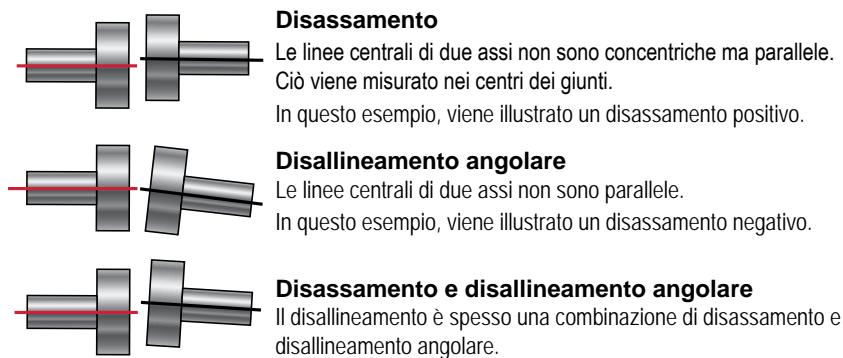 Disassamento
Le linee centrali di due assi non sono concentriche ma parallele.
Ciò viene misurato nei centri dei giunti.
In questo esempio, viene illustrato un disassamento positivo.
Disallineamento angolare
Le linee centrali di due assi non sono parallele.
In questo esempio, viene illustrato un disassamento negativo.
Disassamento e disallineamento angolare
Il disallineamento è spesso una combinazione di disassamento e
disallineamento angolare.